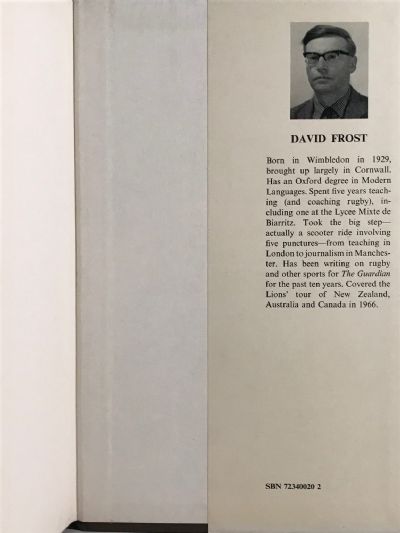 DAVID FROST
Born in Wimbledon in 1929,
brought up largely in Cornwall.
Has an Oxford degree in Modern
Languages. Spent five years teach-
ing (and coaching rugby), in-
cluding one at the Lycee Mixte de
Biarritz. Took the big step—
actually a scooter ride involving
five punctures—from teaching in
London to journalism in Manches-
ter. Has been writing on rugby
and other sports for The Guardian
for the past ten years. Covered the
Lions' tour of New Zealand,
Australia and Canada in 1966.
SBN 72340020 2